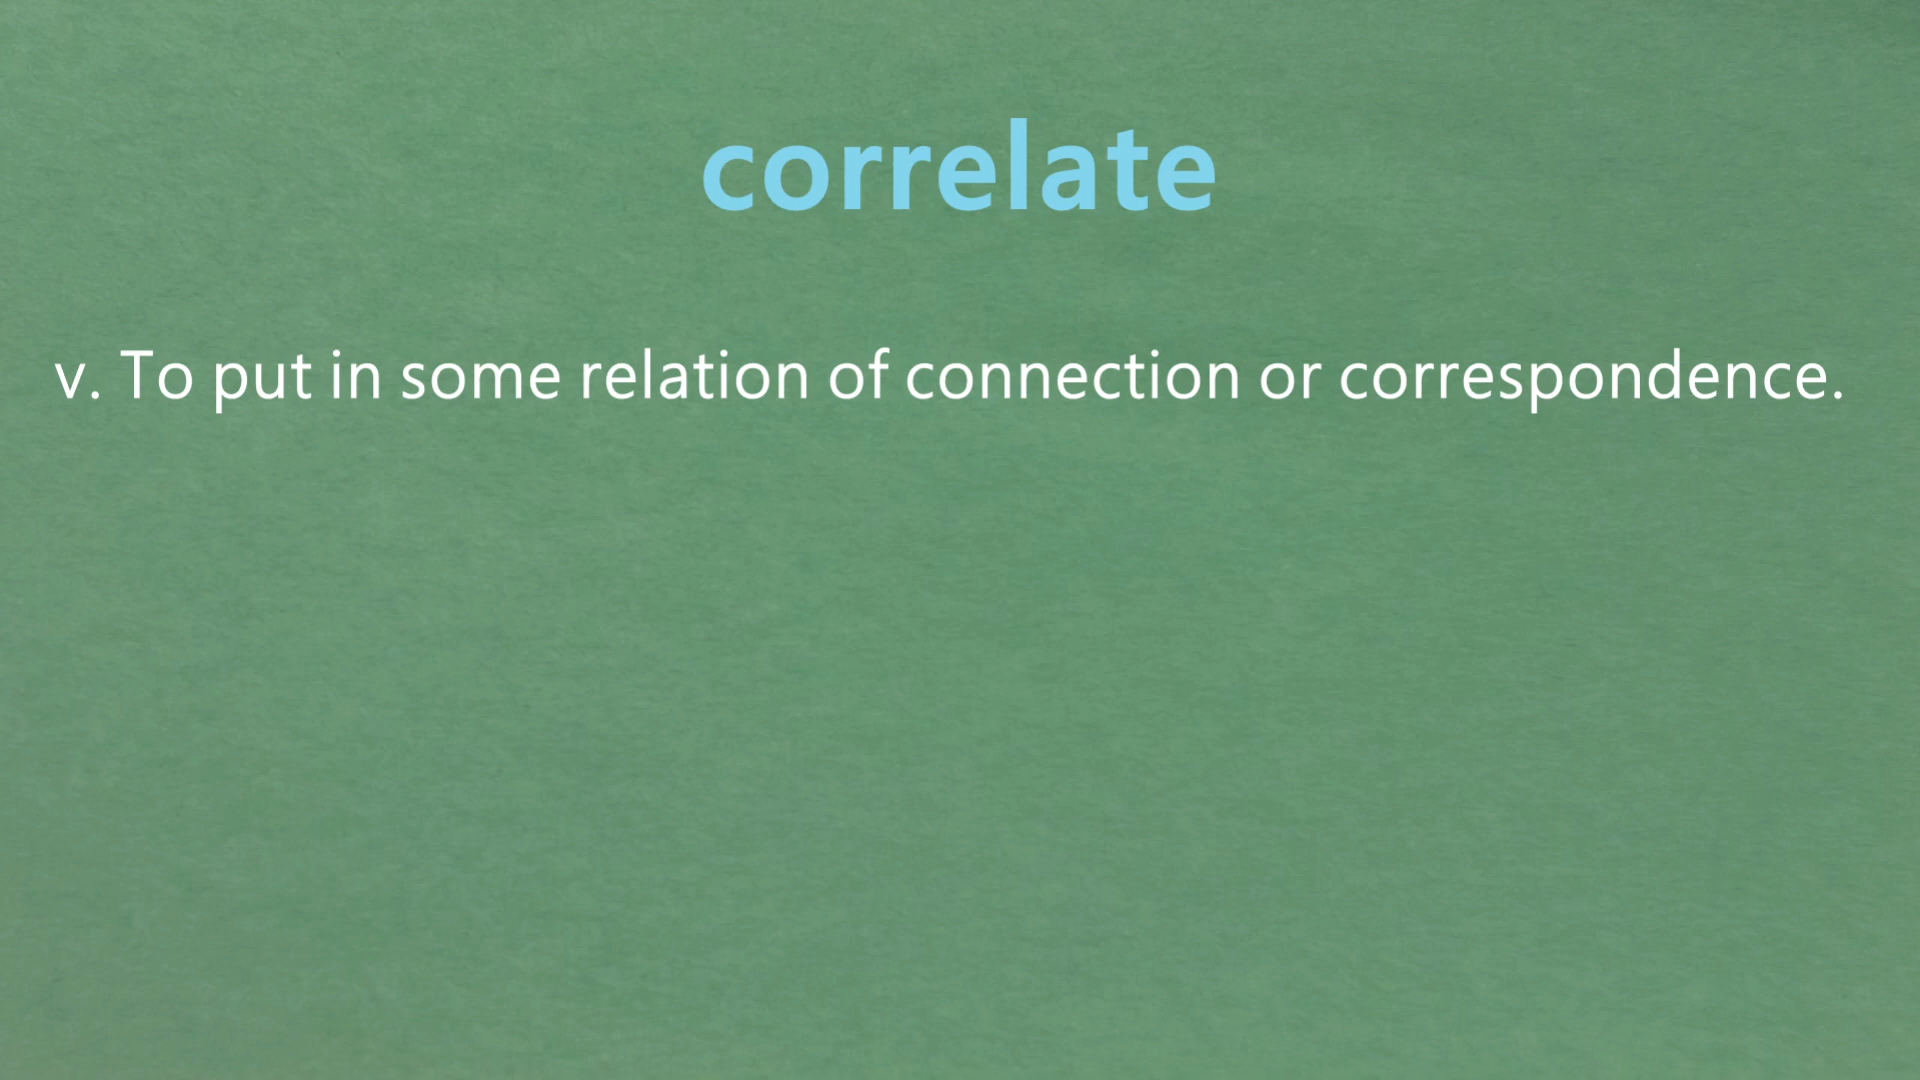 correlate
v. To put in some relation of connection or correspondence.